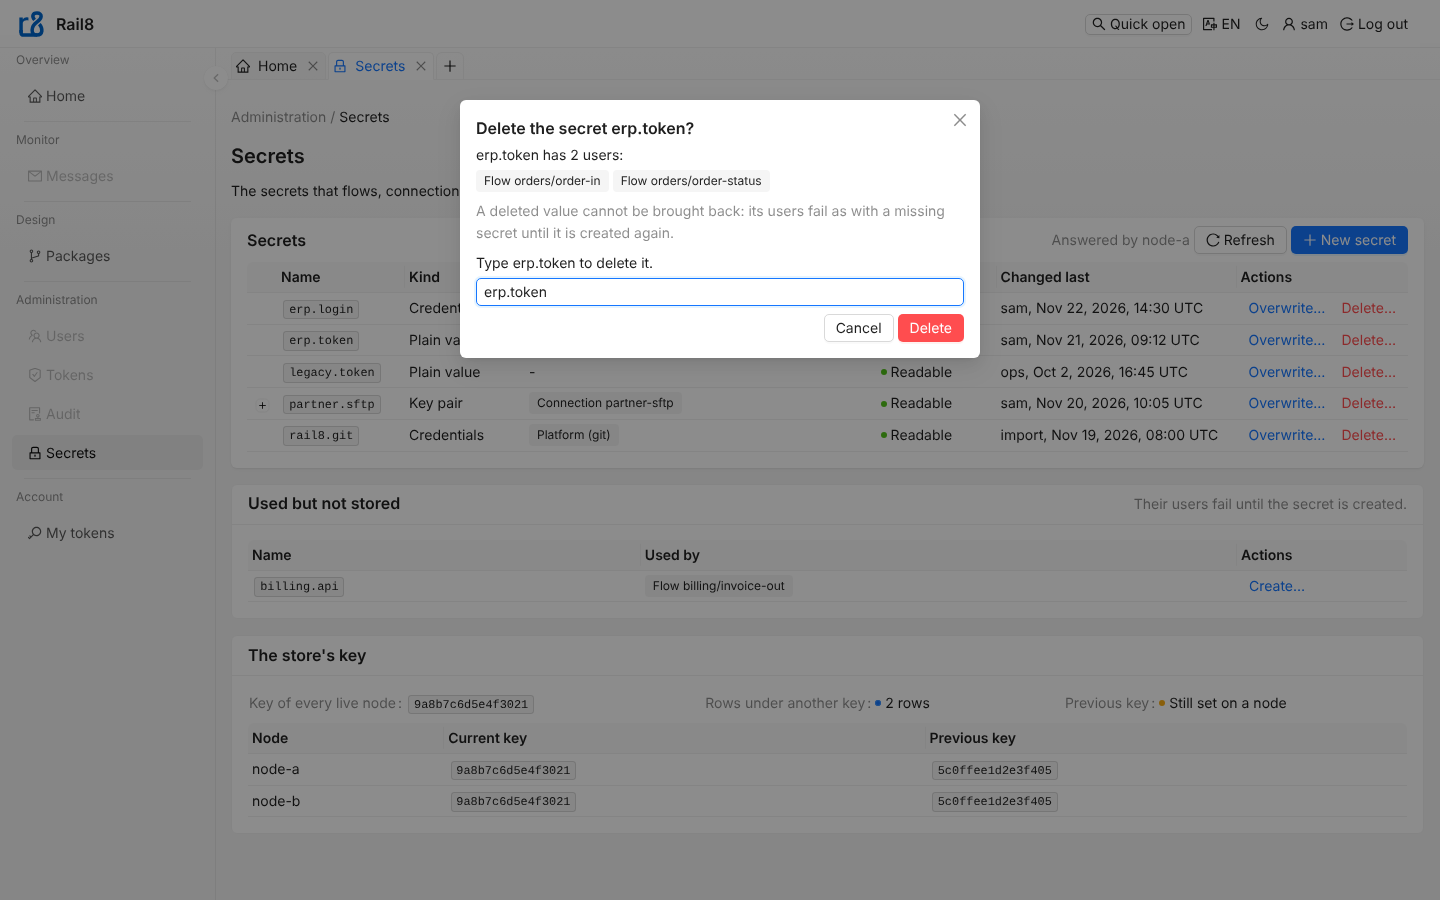 Rail8
Quick open
EN
sam
Log out
Overview
Home
Monitor
Messages
Design
Packages
Administration
Users
Tokens
Audit
Secrets
Account
My tokens
Home
Secrets
Administration / Secrets
Secrets
The secrets that flows, connection
Secrets
Answered by node-a
Refresh
New secret
Name Kind Changed last Actions
erp.login Creden sam, Nov 22, 2026, 14:30 UTC Overwrite... Delete...
erp.token Plain va sam, Nov 21, 2026, 09:12 UTC Overwrite... Delete...
legacy.token Plain value - Readable ops, Oct 2, 2026, 16:45 UTC Overwrite... Delete...
+ partner.sftp Key pair Connection partner-sftp Readable sam, Nov 20, 2026, 10:05 UTC Overwrite... Delete...
rail8.git Credentials Platform (git) Readable import, Nov 19, 2026, 08:00 UTC Overwrite... Delete...
Delete the secret erp.token?
erp.token has 2 users:
Flow orders/order-in Flow orders/order-status
A deleted value cannot be brought back: its users fail as with a missing
secret until it is created again.
Type erp.token to delete it.
erp.token
Cancel Delete
Used but not stored
Their users fail until the secret is created.
Name Used by Actions
billing.api Flow billing/invoice-out Create...
The store's key
Key of every live node: 9a8b7c6d5e4f3021 Rows under another key: 2 rows Previous key: Still set on a node
Node Current key Previous key
node-a 9a8b7c6d5e4f3021 5c0ffee1d2e3f405
node-b 9a8b7c6d5e4f3021 5c0ffee1d2e3f405